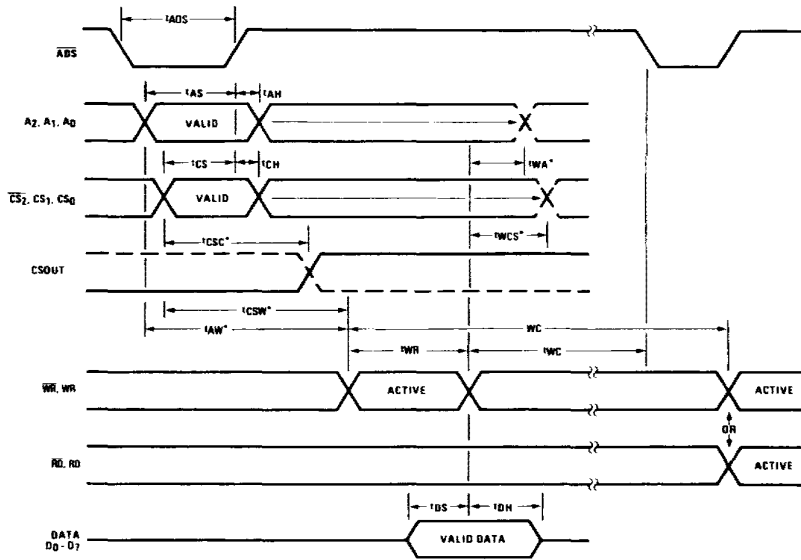 tADS
ADS
tAS
tAH
A2, A1, A0
VALID
tCS
tCH
tWA*
CS2, CS1, CS0
VALID
tCSC*
tWCS*
CSOUT
tCSW*
tAW*
WC
tWR
tWC
WR, WR
ACTIVE
ACTIVE
OR
RD, RD
ACTIVE
tDS
tDH
DATA
D0 - D7
VALID DATA